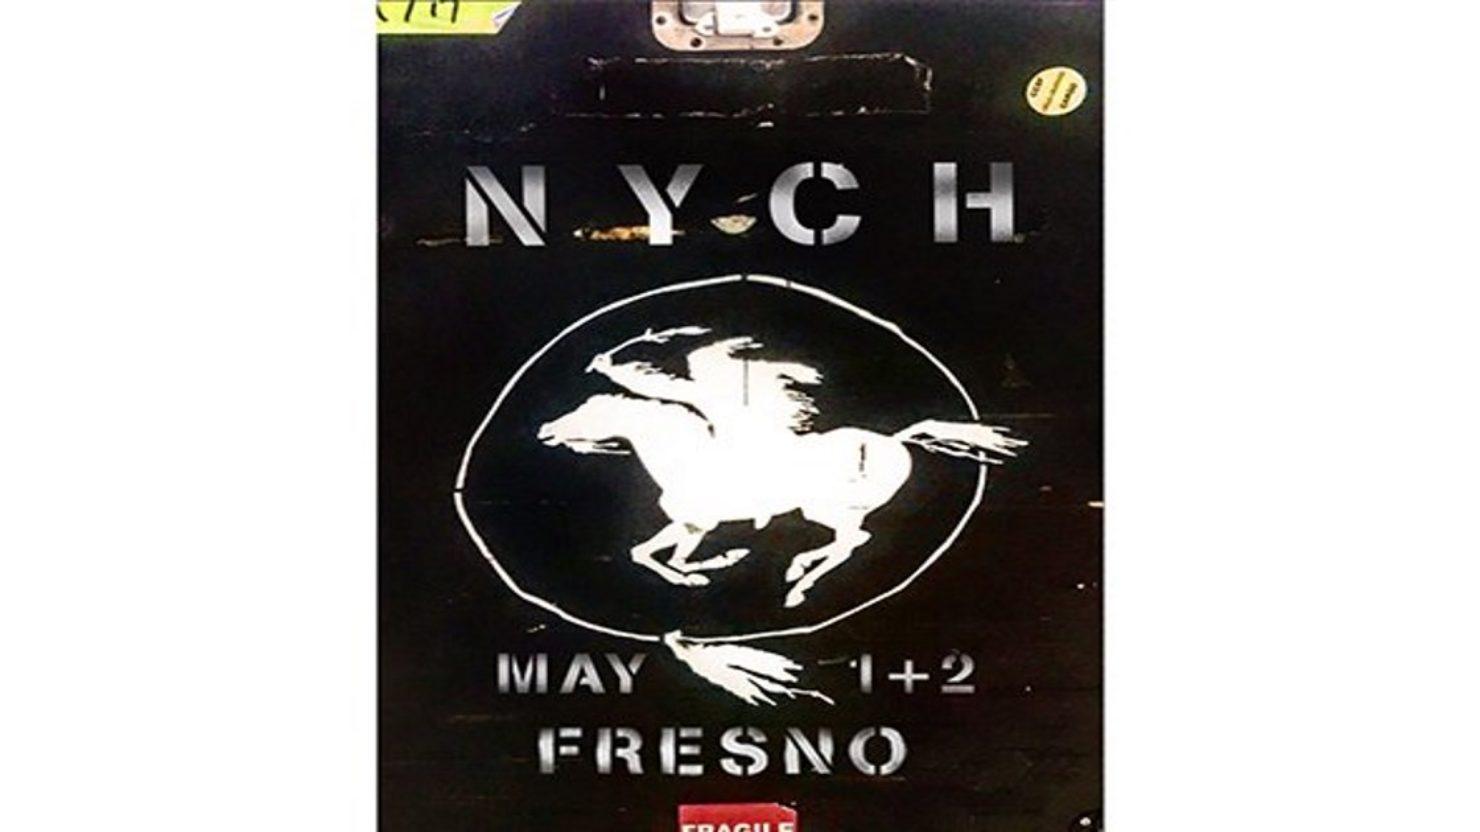 NYCH
MAY 1+2
FRESNO
FRAGILE